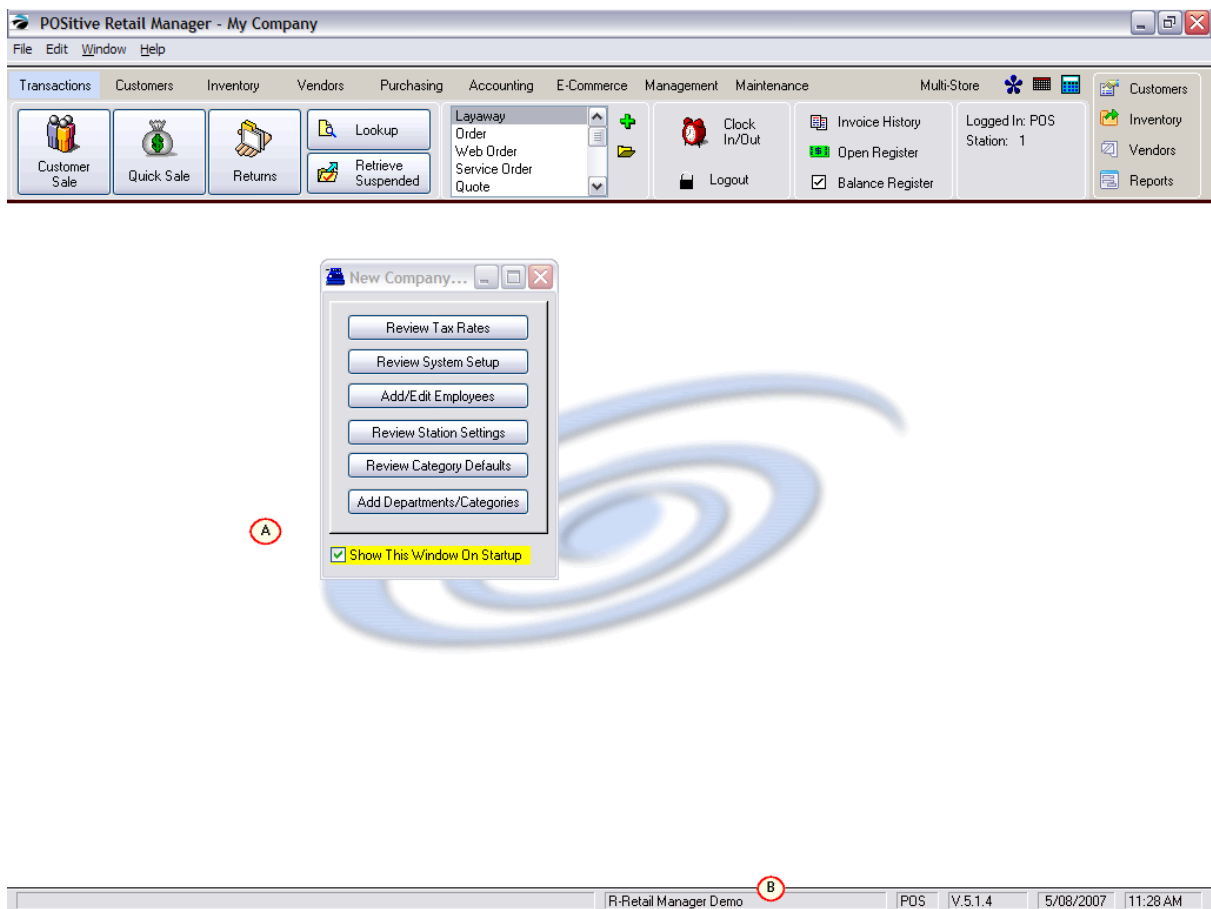 POSitive Retail Manager - My Company
File Edit Window Help
Transactions Customers Inventory Vendors Purchasing Accounting E-Commerce Management Maintenance Multi-Store
Customer Sale
Quick Sale
Returns
Lookup
Retrieve Suspended
Layaway
Order
Web Order
Service Order
Quote
Clock In/Out
Logout
Invoice History
Open Register
Balance Register
Logged In: POS
Station: 1
Customers
Inventory
Vendors
Reports
New Company...
Review Tax Rates
Review System Setup
Add/Edit Employees
Review Station Settings
Review Category Defaults
Add Departments/Categories
A
Show This Window On Startup
B
R-Retail Manager Demo POS V.5.1.4 5/08/2007 11:28 AM